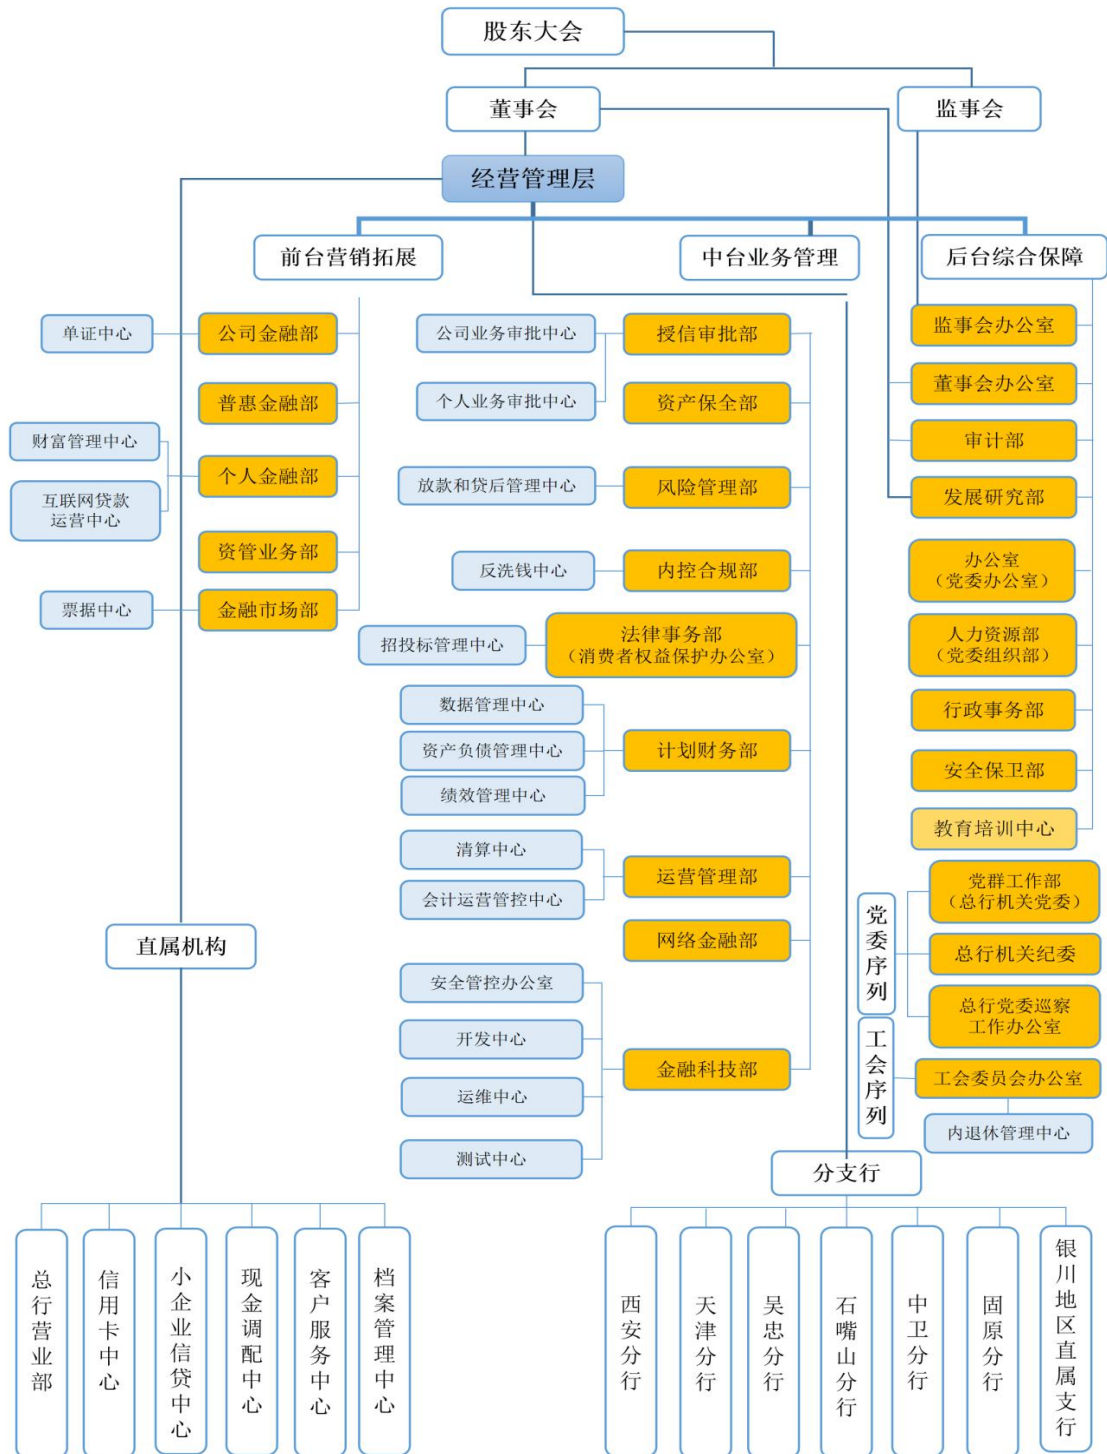 股东大会
董事会
监事会
经营管理层
前台营销拓展
中台业务管理
后台综合保障
单证中心
公司金融部
普惠金融部
财富管理中心
个人金融部
互联网贷款
运营中心
资管业务部
票据中心
金融市场部
公司业务审批中心
授信审批部
个人业务审批中心
资产保全部
放款和贷后管理中心
风险管理部
反洗钱中心
内控合规部
招投标管理中心
法律事务部
（消费者权益保护办公室）
数据管理中心
资产负债管理中心
计划财务部
绩效管理中心
清算中心
运营管理部
会计运营管控中心
网络金融部
安全管控办公室
开发中心
金融科技部
运维中心
测试中心
监事会办公室
董事会办公室
审计部
发展研究部
办公室
（党委办公室）
人力资源部
（党委组织部）
行政事务部
安全保卫部
教育培训中心
党委序列
党群工作部
（总行机关党委）
总行机关纪委
总行党委巡察
工作办公室
工会序列
工会委员会办公室
内退休管理中心
直属机构
总行营业部
信用卡中心
小企业信贷中心
现金调配中心
客户服务中心
档案管理中心
分支行
西安分行
天津分行
吴忠分行
石嘴山分行
中卫分行
固原分行
银川地区直属支行